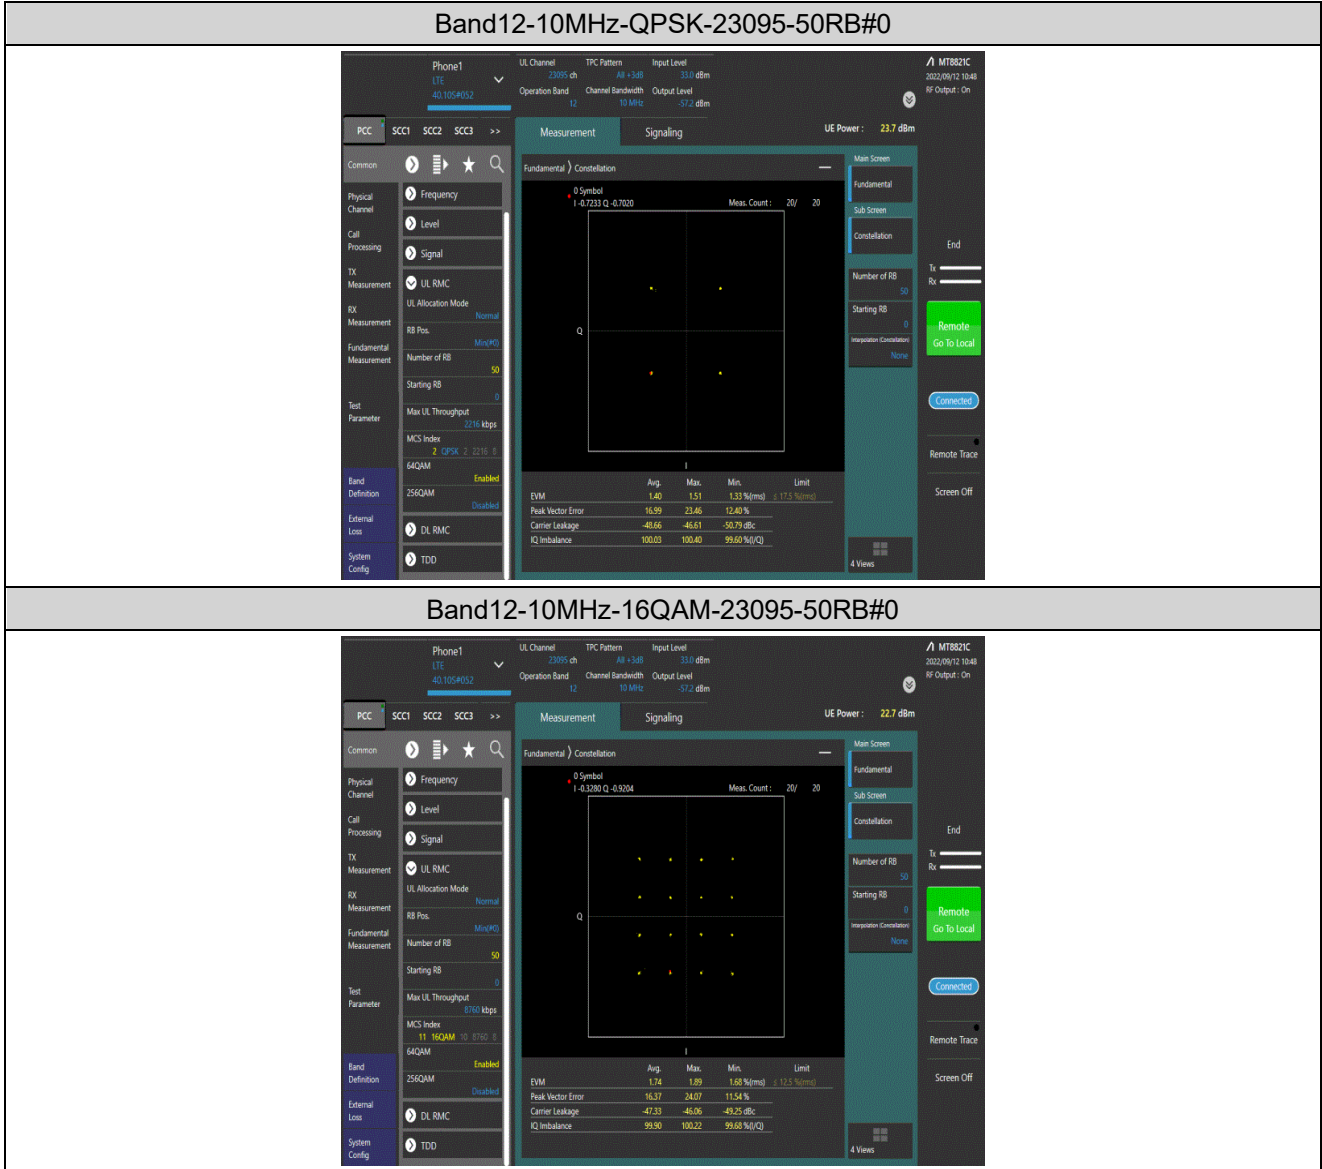 Band12-10MHz-QPSK-23095-50RB#0
Phone1
LTE
40.105#052
UL Channel TPC Pattern Input Level
23095 ch All +3dB 33.0 dBm
Operation Band Channel Bandwidth Output Level
12 10 MHz -57.2 dBm
MT8821C
2022/09/12 10:48
RF Output : On
PCC SCC1 SCC2 SCC3 >>
Measurement Signaling
UE Power : 23.7 dBm
Common
Physical
Channel
Call
Processing
TX
Measurement
RX
Measurement
Fundamental
Measurement
Test
Parameter
Band
Definition
External
Loss
System
Config
Frequency
Level
Signal
UL RMC
UL Allocation Mode
Normal
RB Pos.
Min(#0)
Number of RB
50
Starting RB
0
Max UL Throughput
2216 kbps
MCS Index
2 QPSK 2 2216 8
64QAM
Enabled
256QAM
Disabled
DL RMC
TDD
Fundamental 〉 Constellation
0 Symbol
I -0.7233 Q -0.7020
Meas. Count : 20/ 20
Q
I
Avg. Max. Min. Limit
EVM 1.40 1.51 1.33 %(rms) ≤ 17.5 %(rms)
Peak Vector Error 16.99 23.46 12.40 %
Carrier Leakage -48.66 -46.61 -50.79 dBc
IQ Imbalance 100.03 100.40 99.60 %(I/Q)
Main Screen
Fundamental
Sub Screen
Constellation
Number of RB
50
Starting RB
0
Interpolation (Constellation)
None
4 Views
End
Tx
Rx
Remote
Go To Local
Connected
Remote Trace
Screen Off
Band12-10MHz-16QAM-23095-50RB#0
Phone1
LTE
40.105#052
UL Channel TPC Pattern Input Level
23095 ch All +3dB 33.0 dBm
Operation Band Channel Bandwidth Output Level
12 10 MHz -57.2 dBm
MT8821C
2022/09/12 10:48
RF Output : On
PCC SCC1 SCC2 SCC3 >>
Measurement Signaling
UE Power : 22.7 dBm
Common
Physical
Channel
Call
Processing
TX
Measurement
RX
Measurement
Fundamental
Measurement
Test
Parameter
Band
Definition
External
Loss
System
Config
Frequency
Level
Signal
UL RMC
UL Allocation Mode
Normal
RB Pos.
Min(#0)
Number of RB
50
Starting RB
0
Max UL Throughput
8760 kbps
MCS Index
11 16QAM 10 8760 8
64QAM
Enabled
256QAM
Disabled
DL RMC
TDD
Fundamental 〉 Constellation
0 Symbol
I -0.3280 Q -0.9204
Meas. Count : 20/ 20
Q
I
Avg. Max. Min. Limit
EVM 1.74 1.89 1.68 %(rms) ≤ 12.5 %(rms)
Peak Vector Error 16.37 24.07 11.54 %
Carrier Leakage -47.33 -46.06 -49.25 dBc
IQ Imbalance 99.90 100.22 99.68 %(I/Q)
Main Screen
Fundamental
Sub Screen
Constellation
Number of RB
50
Starting RB
0
Interpolation (Constellation)
None
4 Views
End
Tx
Rx
Remote
Go To Local
Connected
Remote Trace
Screen Off